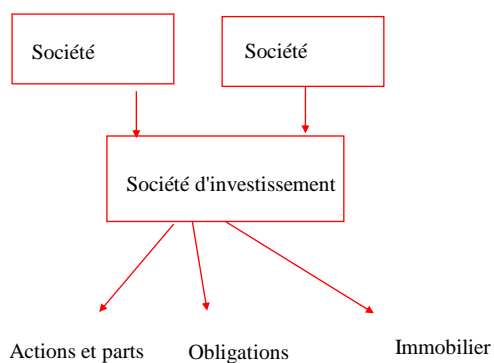 Société
Société
Société d'investissement
Actions et parts
Obligations
Immobilier